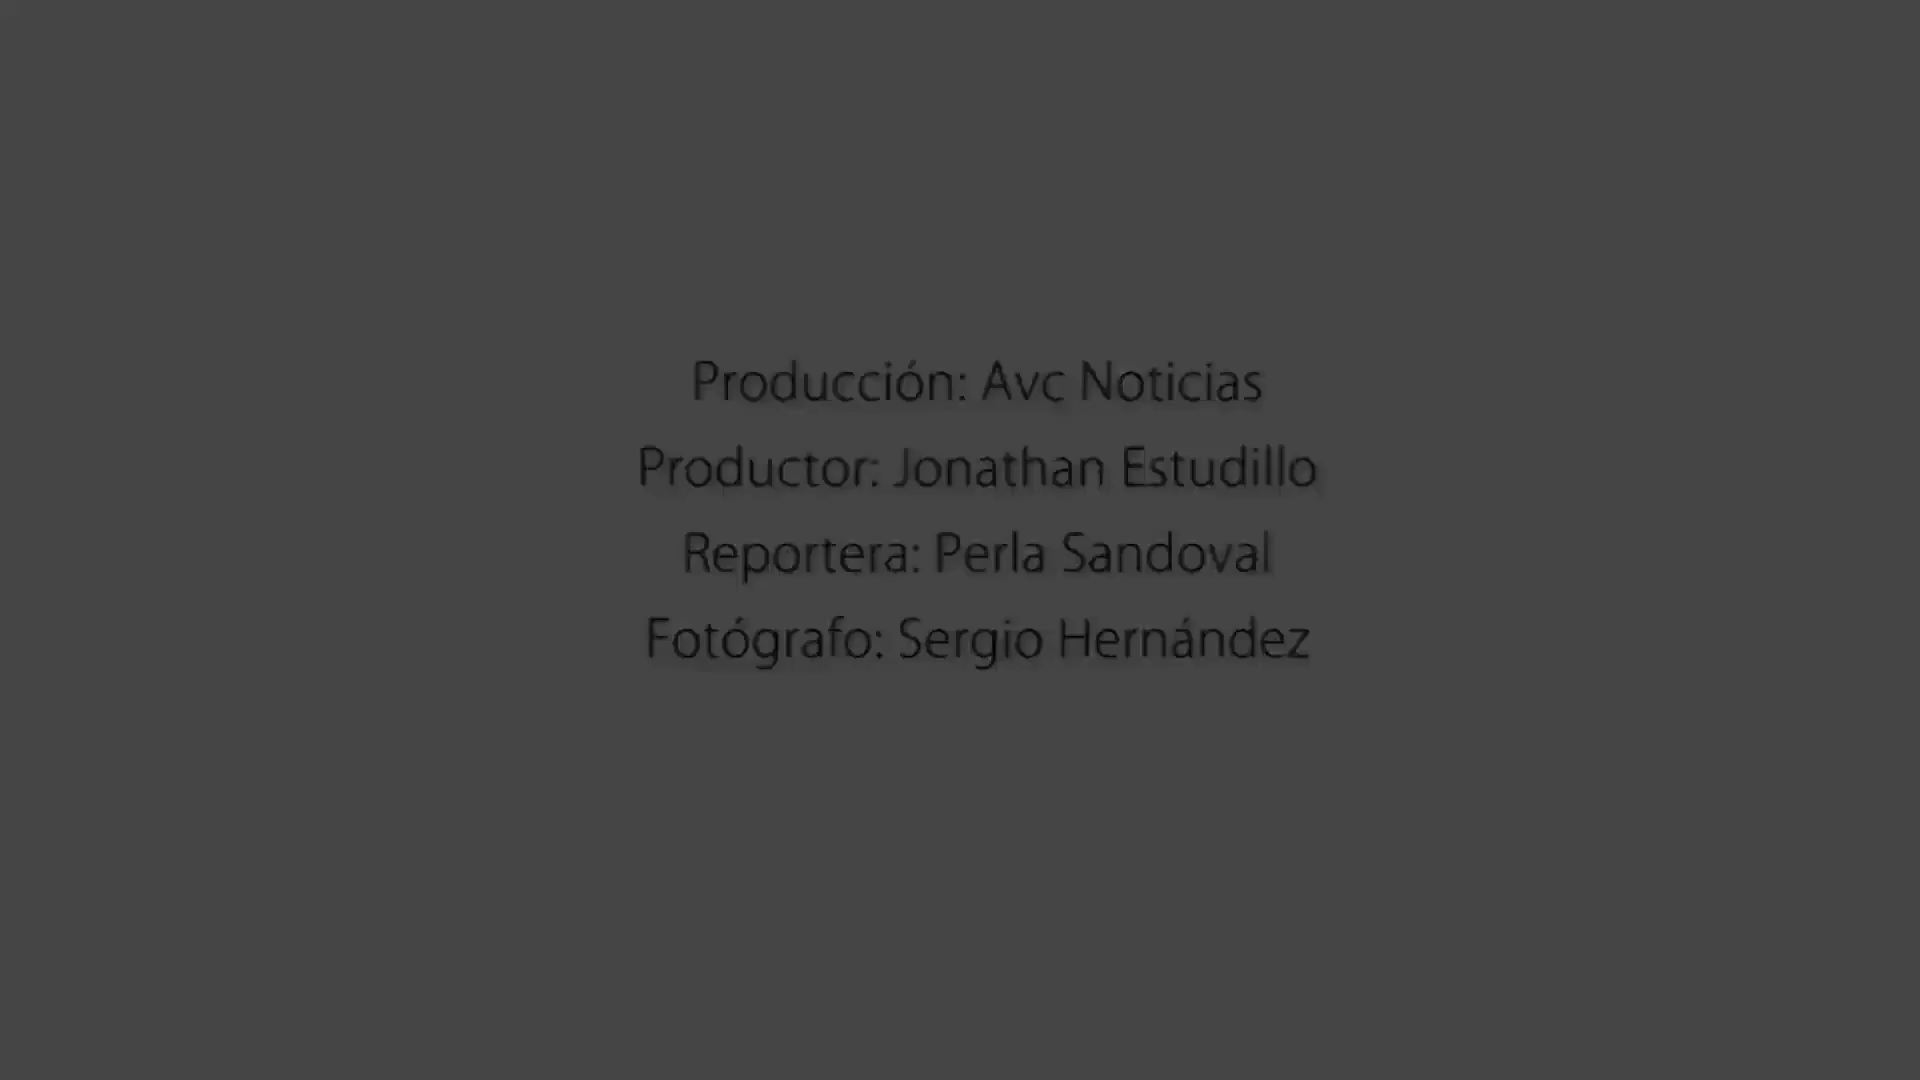 Producción: Avc Noticias
Productor: Jonathan Estudillo
Reportera: Perla Sandoval
Fotógrafo: Sergio Hernández